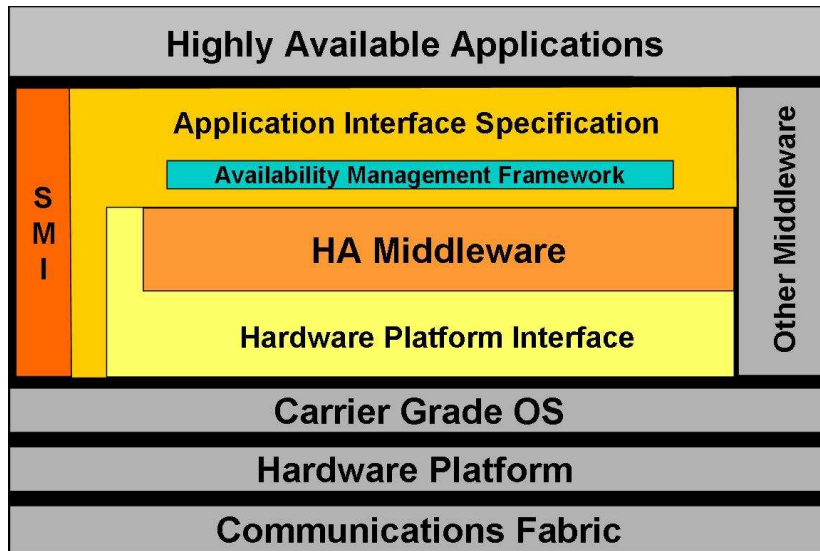 Highly Available Applications
SMI
Application Interface Specification
Availability Management Framework
HA Middleware
Hardware Platform Interface
Other Middleware
Carrier Grade OS
Hardware Platform
Communications Fabric